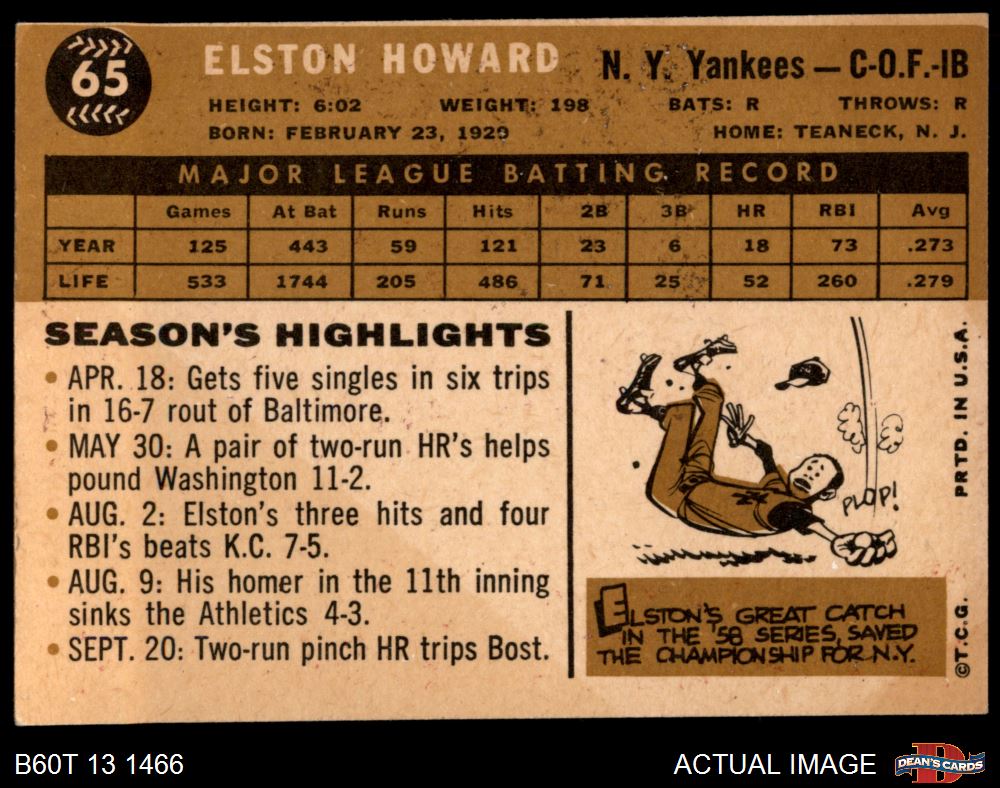 65
ELSTON HOWARD N. Y. Yankees — C-O.F.-IB
HEIGHT: 6:02 WEIGHT: 198 BATS: R THROWS: R
BORN: FEBRUARY 23, 1929 HOME: TEANECK, N. J.
MAJOR LEAGUE BATTING RECORD
Games At Bat Runs Hits 2B 3B HR RBI Avg
YEAR 125 443 59 121 23 6 18 73 .273
LIFE 533 1744 205 486 71 25 52 260 .279
SEASON'S HIGHLIGHTS
• APR. 18: Gets five singles in six trips
in 16-7 rout of Baltimore.
• MAY 30: A pair of two-run HR's helps
pound Washington 11-2.
• AUG. 2: Elston's three hits and four
RBI's beats K.C. 7-5.
• AUG. 9: His homer in the 11th inning
sinks the Athletics 4-3.
• SEPT. 20: Two-run pinch HR trips Bost.
PLOP!
ELSTON'S GREAT CATCH
IN THE '58 SERIES, SAVED
THE CHAMPIONSHIP FOR N.Y.
©T.C.G. PRTD. IN U.S.A.
B60T 13 1466 ACTUAL IMAGE DEAN'S CARDS